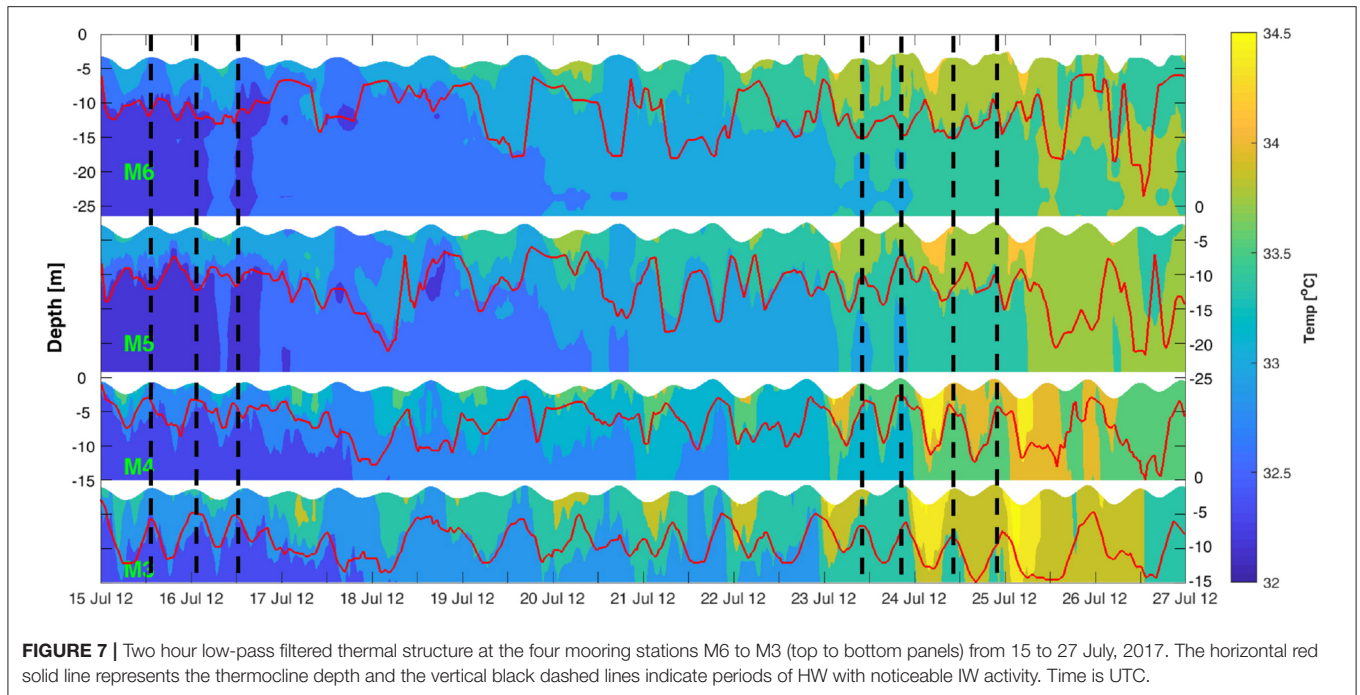 0
-5
-10
-15
-20
-25
M6
0
-5
-10
-15
-20
-25
M5
Depth [m]
0
-5
-10
-15
M4
0
-5
-10
-15
M3
15 Jul 12 16 Jul 12 17 Jul 12 18 Jul 12 19 Jul 12 20 Jul 12 21 Jul 12 22 Jul 12 23 Jul 12 24 Jul 12 25 Jul 12 26 Jul 12 27 Jul 12
34.5
34
33.5
33
32.5
32
Temp [°C]
FIGURE 7 | Two hour low-pass filtered thermal structure at the four mooring stations M6 to M3 (top to bottom panels) from 15 to 27 July, 2017. The horizontal red
solid line represents the thermocline depth and the vertical black dashed lines indicate periods of HW with noticeable IW activity. Time is UTC.